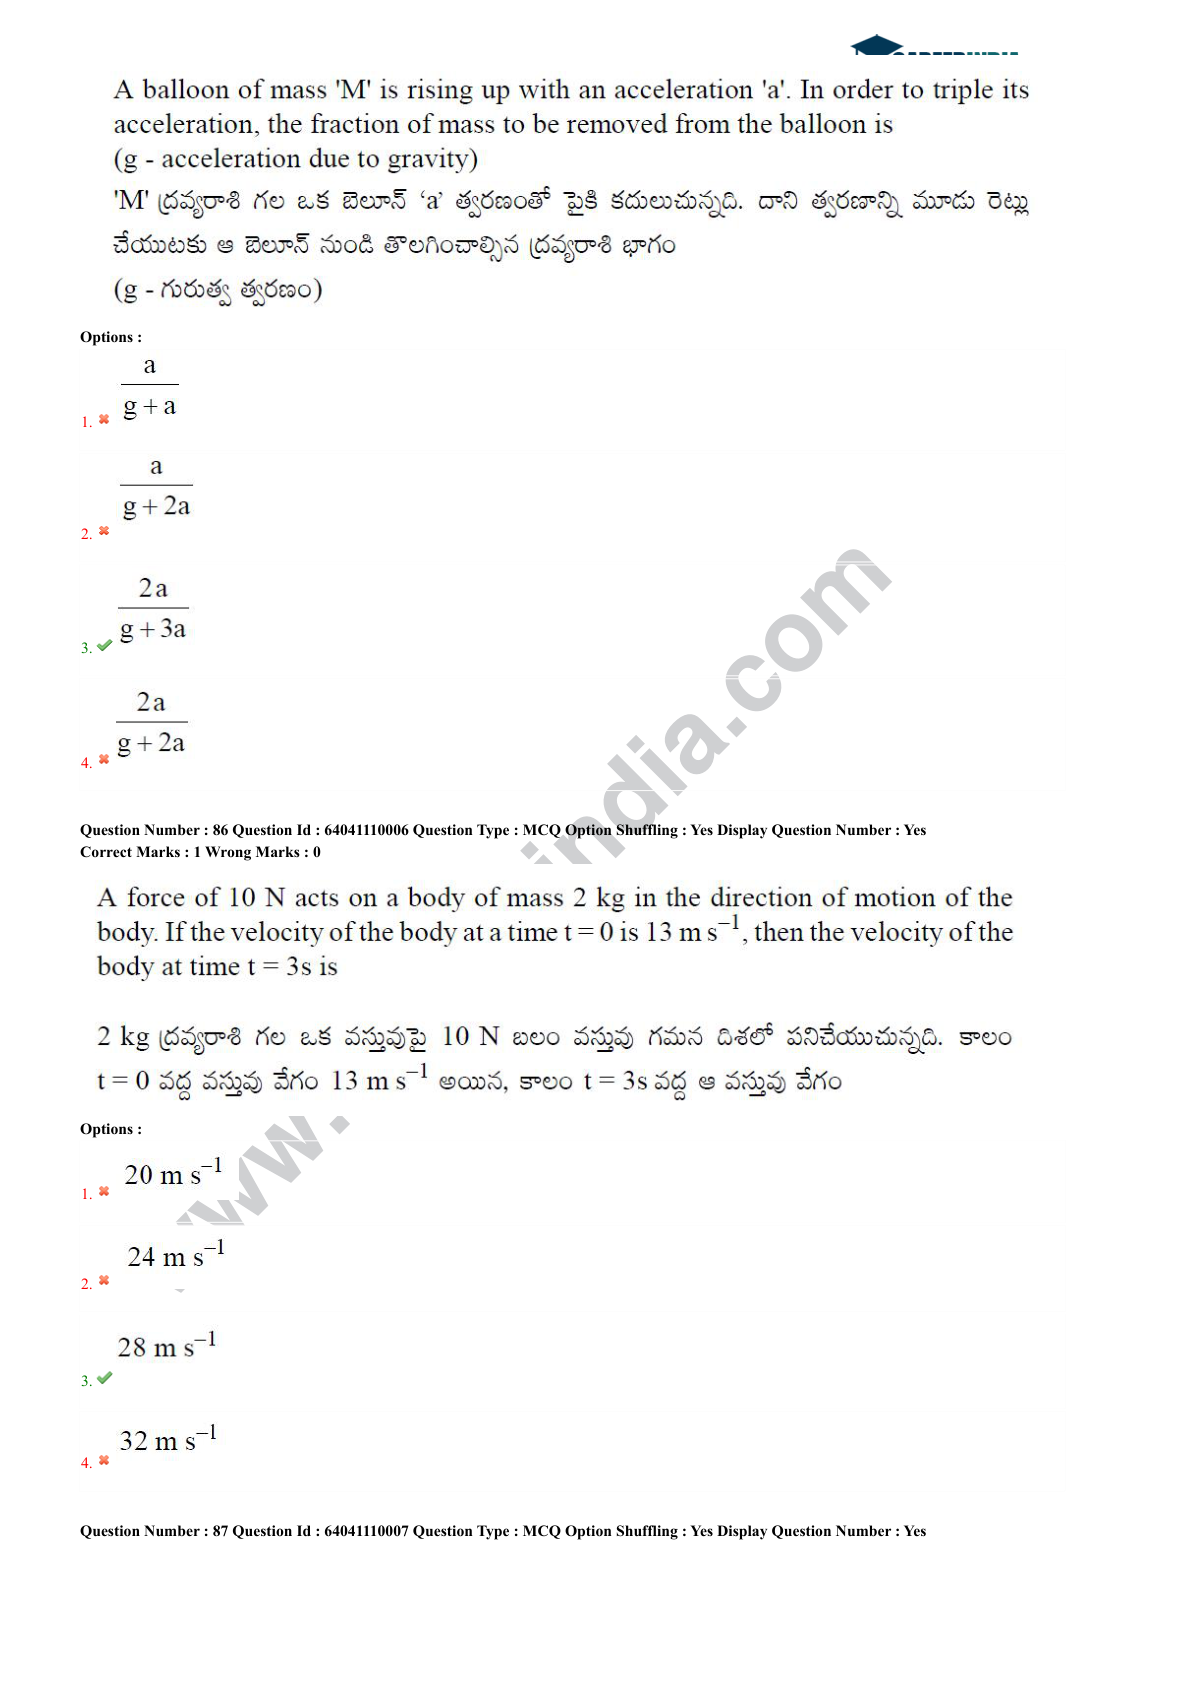 A balloon of mass 'M' is rising up with an acceleration 'a'. In order to triple its
acceleration, the fraction of mass to be removed from the balloon is
(g - acceleration due to gravity)
'M' ద్రవ్యరాశి గల ఒక బెలూన్ ‘a’ త్వరణంతో పైకి కదులుచున్నది. దాని త్వరణాన్ని మూడు రెట్లు
చేయుటకు ఆ బెలూన్ నుండి తొలగించాల్సిన ద్రవ్యరాశి భాగం
(g - గురుత్వ త్వరణం)
Options :
a
g + a
1.
a
g + 2a
2.
2a
g + 3a
3.
2a
g + 2a
4.
india.com
Question Number : 86 Question Id : 64041110006 Question Type : MCQ Option Shuffling : Yes Display Question Number : Yes
Correct Marks : 1 Wrong Marks : 0
A force of 10 N acts on a body of mass 2 kg in the direction of motion of the
body. If the velocity of the body at a time t = 0 is 13 m s⁻¹, then the velocity of the
body at time t = 3s is
2 kg ద్రవ్యరాశి గల ఒక వస్తువుపై 10 N బలం వస్తువు గమన దిశలో పనిచేయుచున్నది. కాలం
t = 0 వద్ద వస్తువు వేగం 13 m s⁻¹ అయిన, కాలం t = 3s వద్ద ఆ వస్తువు వేగం
Options :
20 m s⁻¹
1.
24 m s⁻¹
2.
28 m s⁻¹
3.
32 m s⁻¹
4.
Question Number : 87 Question Id : 64041110007 Question Type : MCQ Option Shuffling : Yes Display Question Number : Yes